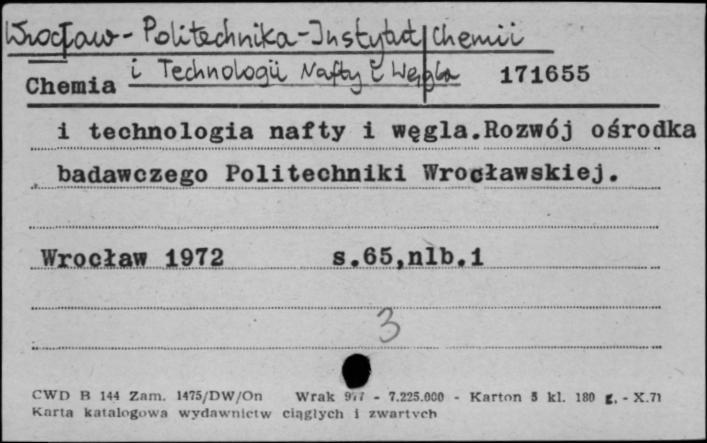 Wrocław - Politechnika - Instytut Chemii
i Technologii Nafty i Węgla 171655
Chemia
i technologia nafty i węgla.Rozwój ośrodka
badawczego Politechniki Wrocławskiej.
Wrocław 1972 s.65,nlb.1
3
CWD B 144 Zam. 1475/DW/On Wrak - 7.225.000 - Karton 5 kl. 180 g. - X.71
Karta katalogowa wydawnictw ciągłych i zwartych